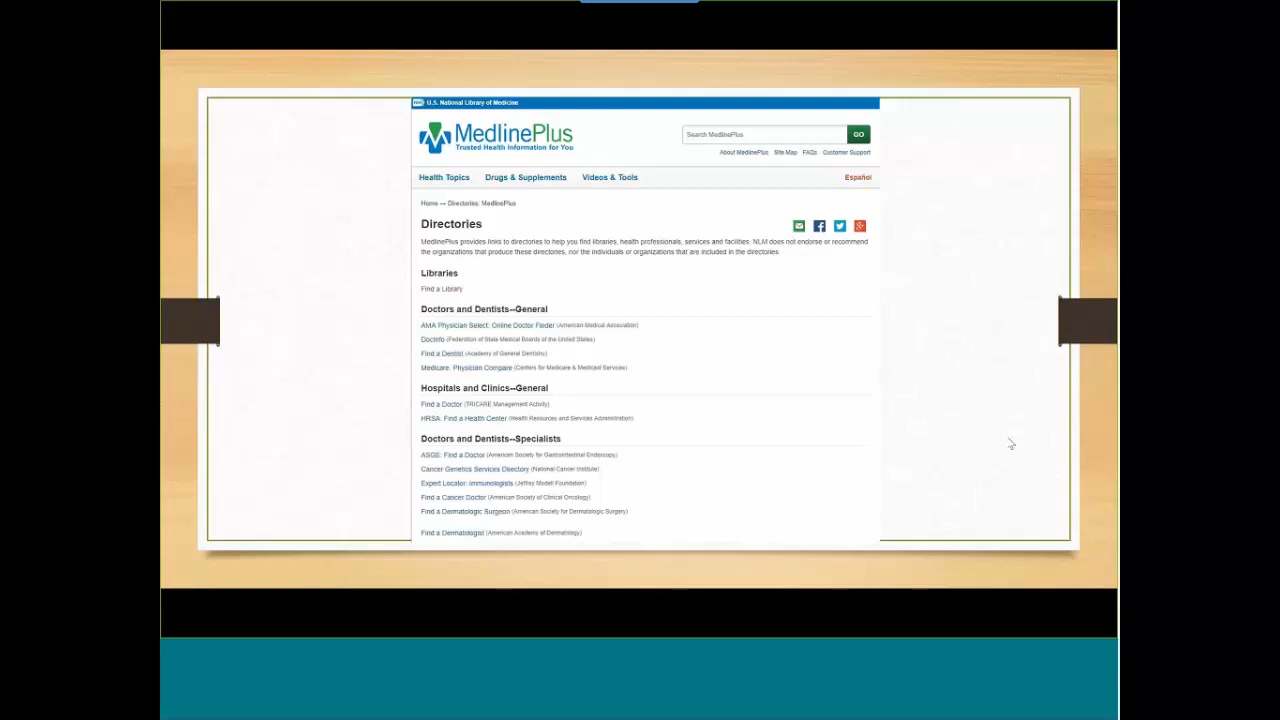 NIH U.S. National Library of Medicine
MedlinePlus
Trusted Health Information for You
Search MedlinePlus GO
About MedlinePlus Site Map FAQs Customer Support
Health Topics Drugs & Supplements Videos & Tools Español
Home → Directories: MedlinePlus
Directories
MedlinePlus provides links to directories to help you find libraries, health professionals, services and facilities. NLM does not endorse or recommend
the organizations that produce these directories, nor the individuals or organizations that are included in the directories.
Libraries
Find a Library
Doctors and Dentists--General
AMA Physician Select: Online Doctor Finder (American Medical Association)
DocInfo (Federation of State Medical Boards of the United States)
Find a Dentist (Academy of General Dentistry)
Medicare: Physician Compare (Centers for Medicare & Medicaid Services)
Hospitals and Clinics--General
Find a Doctor (TRICARE Management Activity)
HRSA: Find a Health Center (Health Resources and Services Administration)
Doctors and Dentists--Specialists
ASGE: Find a Doctor (American Society for Gastrointestinal Endoscopy)
Cancer Genetics Services Directory (National Cancer Institute)
Expert Locator: Immunologists (Jeffrey Modell Foundation)
Find a Cancer Doctor (American Society of Clinical Oncology)
Find a Dermatologic Surgeon (American Society for Dermatologic Surgery)
Find a Dermatologist (American Academy of Dermatology)